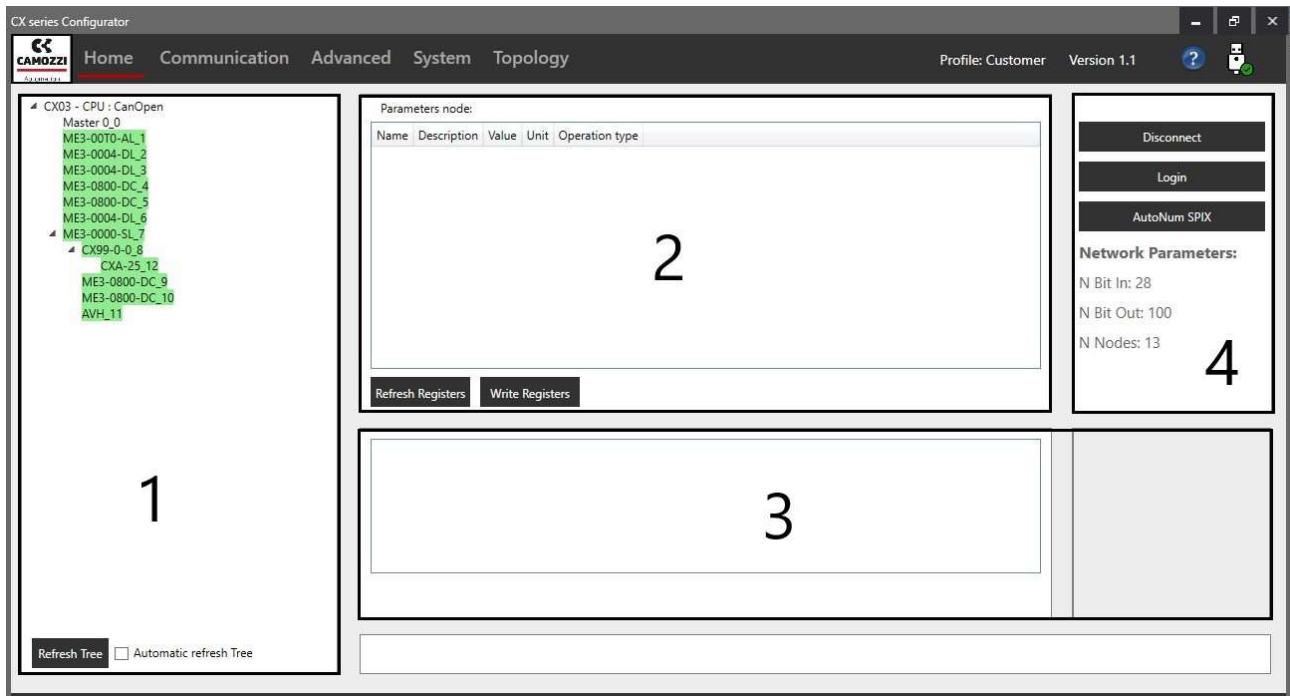 CX series Configurator
CAMOZZI
Automation
Home Communication Advanced System Topology
Profile: Customer Version 1.1 ?
CX03 - CPU : CanOpen
Master 0_0
ME3-00T0-AL_1
ME3-0004-DL_2
ME3-0004-DL_3
ME3-0800-DC_4
ME3-0800-DC_5
ME3-0004-DL_6
ME3-0000-SL_7
CX99-0-0_8
CXA-25_12
ME3-0800-DC_9
ME3-0800-DC_10
AVH_11
1
Refresh Tree Automatic refresh Tree
Parameters node:
Name Description Value Unit Operation type
2
Refresh Registers Write Registers
3
Disconnect
Login
AutoNum SPIX
Network Parameters:
N Bit In: 28
N Bit Out: 100
N Nodes: 13
4